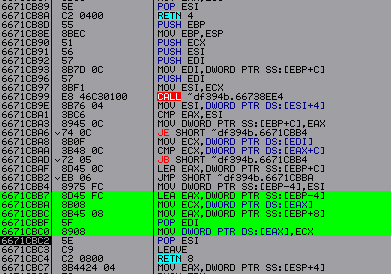 6671CB89 5E POP ESI
6671CB8A C2 0400 RETN 4
6671CB8D 55 PUSH EBP
6671CB8E 8BEC MOV EBP,ESP
6671CB90 51 PUSH ECX
6671CB91 56 PUSH ESI
6671CB92 57 PUSH EDI
6671CB93 8B7D 0C MOV EDI,DWORD PTR SS:[EBP+C]
6671CB96 57 PUSH EDI
6671CB97 8BF1 MOV ESI,ECX
6671CB99 E8 46C30100 CALL ~df394b.66738EE4
6671CB9E 8B76 04 MOV ESI,DWORD PTR DS:[ESI+4]
6671CBA1 3BC6 CMP EAX,ESI
6671CBA3 8945 0C MOV DWORD PTR SS:[EBP+C],EAX
6671CBA6 74 0C JE SHORT ~df394b.6671CBB4
6671CBA8 8B0F MOV ECX,DWORD PTR DS:[EDI]
6671CBAA 3B48 0C CMP ECX,DWORD PTR DS:[EAX+C]
6671CBAD 72 05 JB SHORT ~df394b.6671CBB4
6671CBAF 8D45 0C LEA EAX,DWORD PTR SS:[EBP+C]
6671CBB2 EB 06 JMP SHORT ~df394b.6671CBBA
6671CBB4 8975 FC MOV DWORD PTR SS:[EBP-4],ESI
6671CBB7 8D45 FC LEA EAX,DWORD PTR SS:[EBP-4]
6671CBBA 8B08 MOV ECX,DWORD PTR DS:[EAX]
6671CBBC 8B45 08 MOV EAX,DWORD PTR SS:[EBP+8]
6671CBBF 5F POP EDI
6671CBC0 8908 MOV DWORD PTR DS:[EAX],ECX
6671CBC2 5E POP ESI
6671CBC3 C9 LEAVE
6671CBC4 C2 0800 RETN 8
6671CBC7 8B4424 04 MOV EAX,DWORD PTR SS:[ESP+4]